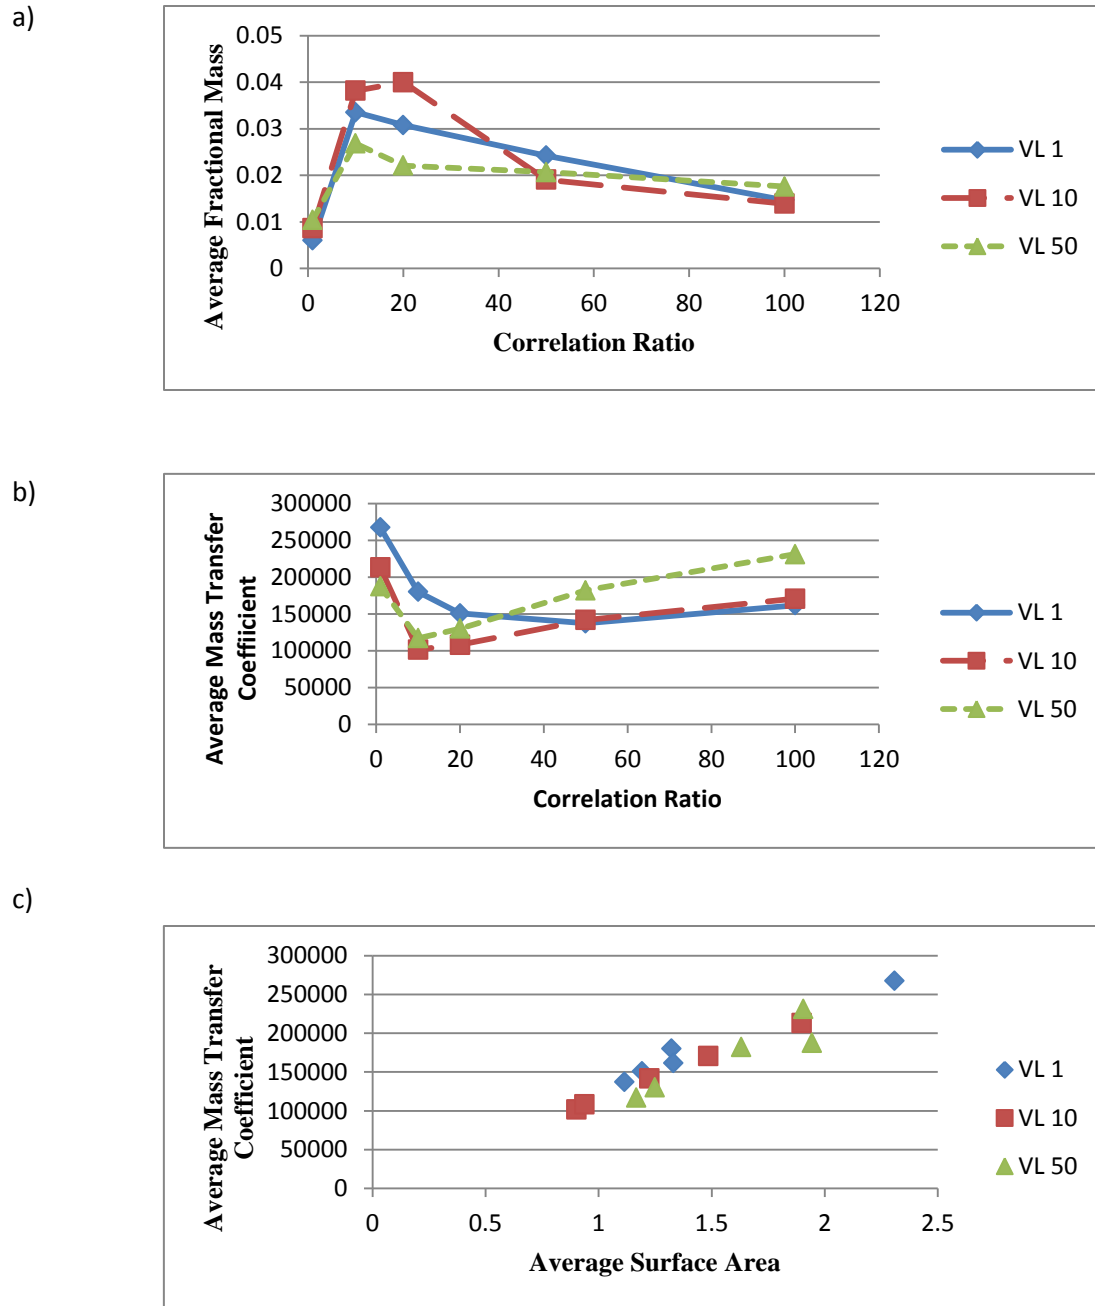 a)
0.05
0.04
0.03
0.02
0.01
0
0 20 40 60 80 100 120
Average Fractional Mass
Correlation Ratio
VL 1
VL 10
VL 50
b)
300000
250000
200000
150000
100000
50000
0
0 20 40 60 80 100 120
Average Mass Transfer
Coeffiicient
Correlation Ratio
VL 1
VL 10
VL 50
c)
300000
250000
200000
150000
100000
50000
0
0 0.5 1 1.5 2 2.5
Average Mass Transfer
Coefficient
Average Surface Area
VL 1
VL 10
VL 50